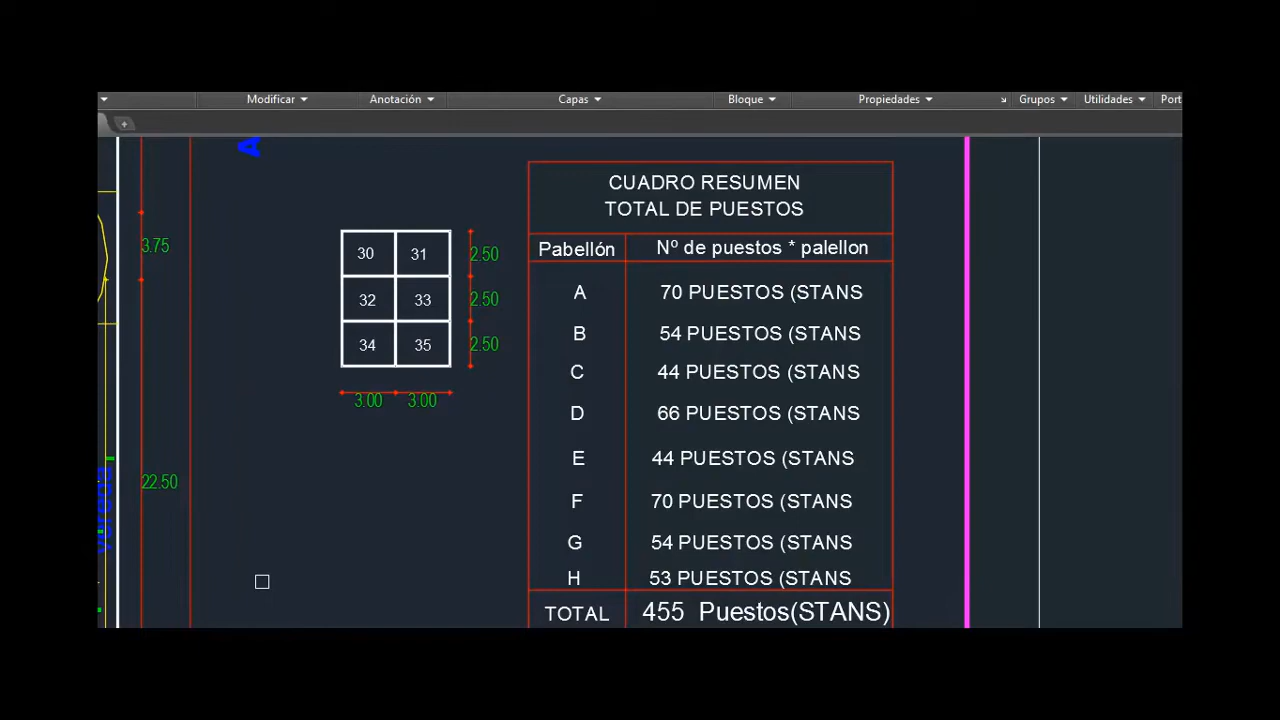 Modificar Anotación Capas Bloque Propiedades Grupos Utilidades Port
+
A
CUADRO RESUMEN
TOTAL DE PUESTOS
Pabellón Nº de puestos * palellon
A 70 PUESTOS (STANS
B 54 PUESTOS (STANS
C 44 PUESTOS (STANS
D 66 PUESTOS (STANS
E 44 PUESTOS (STANS
F 70 PUESTOS (STANS
G 54 PUESTOS (STANS
H 53 PUESTOS (STANS
TOTAL 455 Puestos(STANS)
30 31 2.50
32 33 2.50
34 35 2.50
3.00 3.00
3.75
22.50